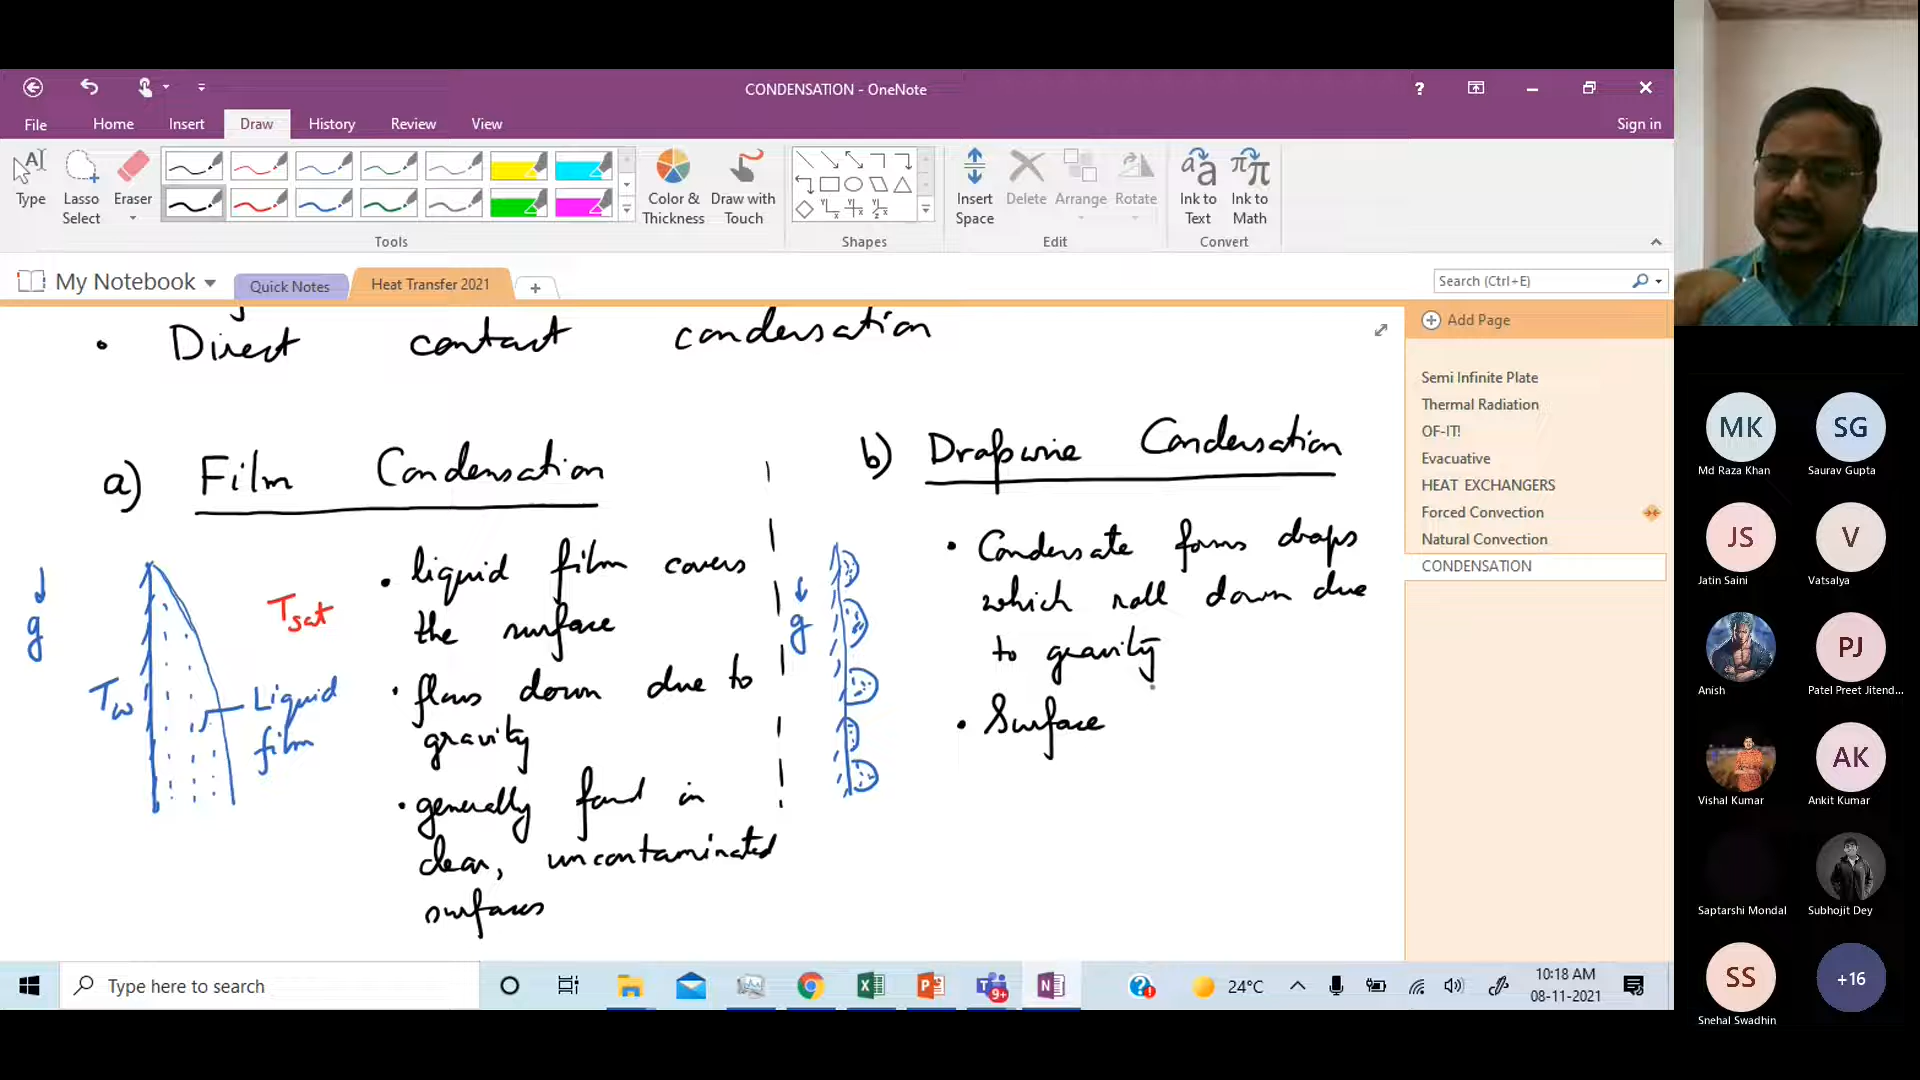 CONDENSATION - OneNote
?
File
Home
Insert
Draw
History
Review
View
Sign in
Type
Lasso
Select
Eraser
Color &
Thickness
Draw with
Touch
Insert
Space
Delete
Arrange
Rotate
Ink to
Text
Ink to
Math
Tools
Shapes
Edit
Convert
My Notebook
Quick Notes
Heat Transfer 2021
Search (Ctrl+E)
Add Page
Semi Infinite Plate
Thermal Radiation
OF-IT!
Evacuative
HEAT EXCHANGERS
Forced Convection
Natural Convection
CONDENSATION
• Direct contact condensation
a) Film Condensation
g
Tsat
Tw
Liquid
film
• liquid film covers
the surface
• flows down due to
gravity
• generally found in
clean, uncontaminated
surfaces
b) Dropwise Condensation
g
• Condensate forms drops
which roll down due
to gravity
• Surface
MK
Md Raza Khan
SG
Saurav Gupta
JS
Jatin Saini
V
Vatsalya
Anish
PJ
Patel Preet Jitend...
Vishal Kumar
AK
Ankit Kumar
Saptarshi Mondal
Subhojit Dey
SS
Snehal Swadhin
+16
Type here to search
9+
24°C
10:18 AM
08-11-2021